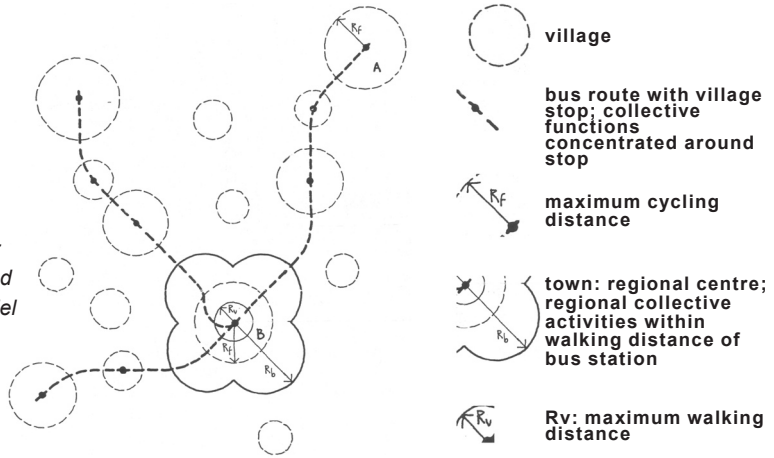 Rf
A
Rv
B
Rf
Rb
d
el
village
bus route with village
stop; collective
functions
concentrated around
stop
Rf
maximum cycling
distance
town: regional centre;
regional collective
activities within
walking distance of
bus station
Rb
Rv
Rv: maximum walking
distance